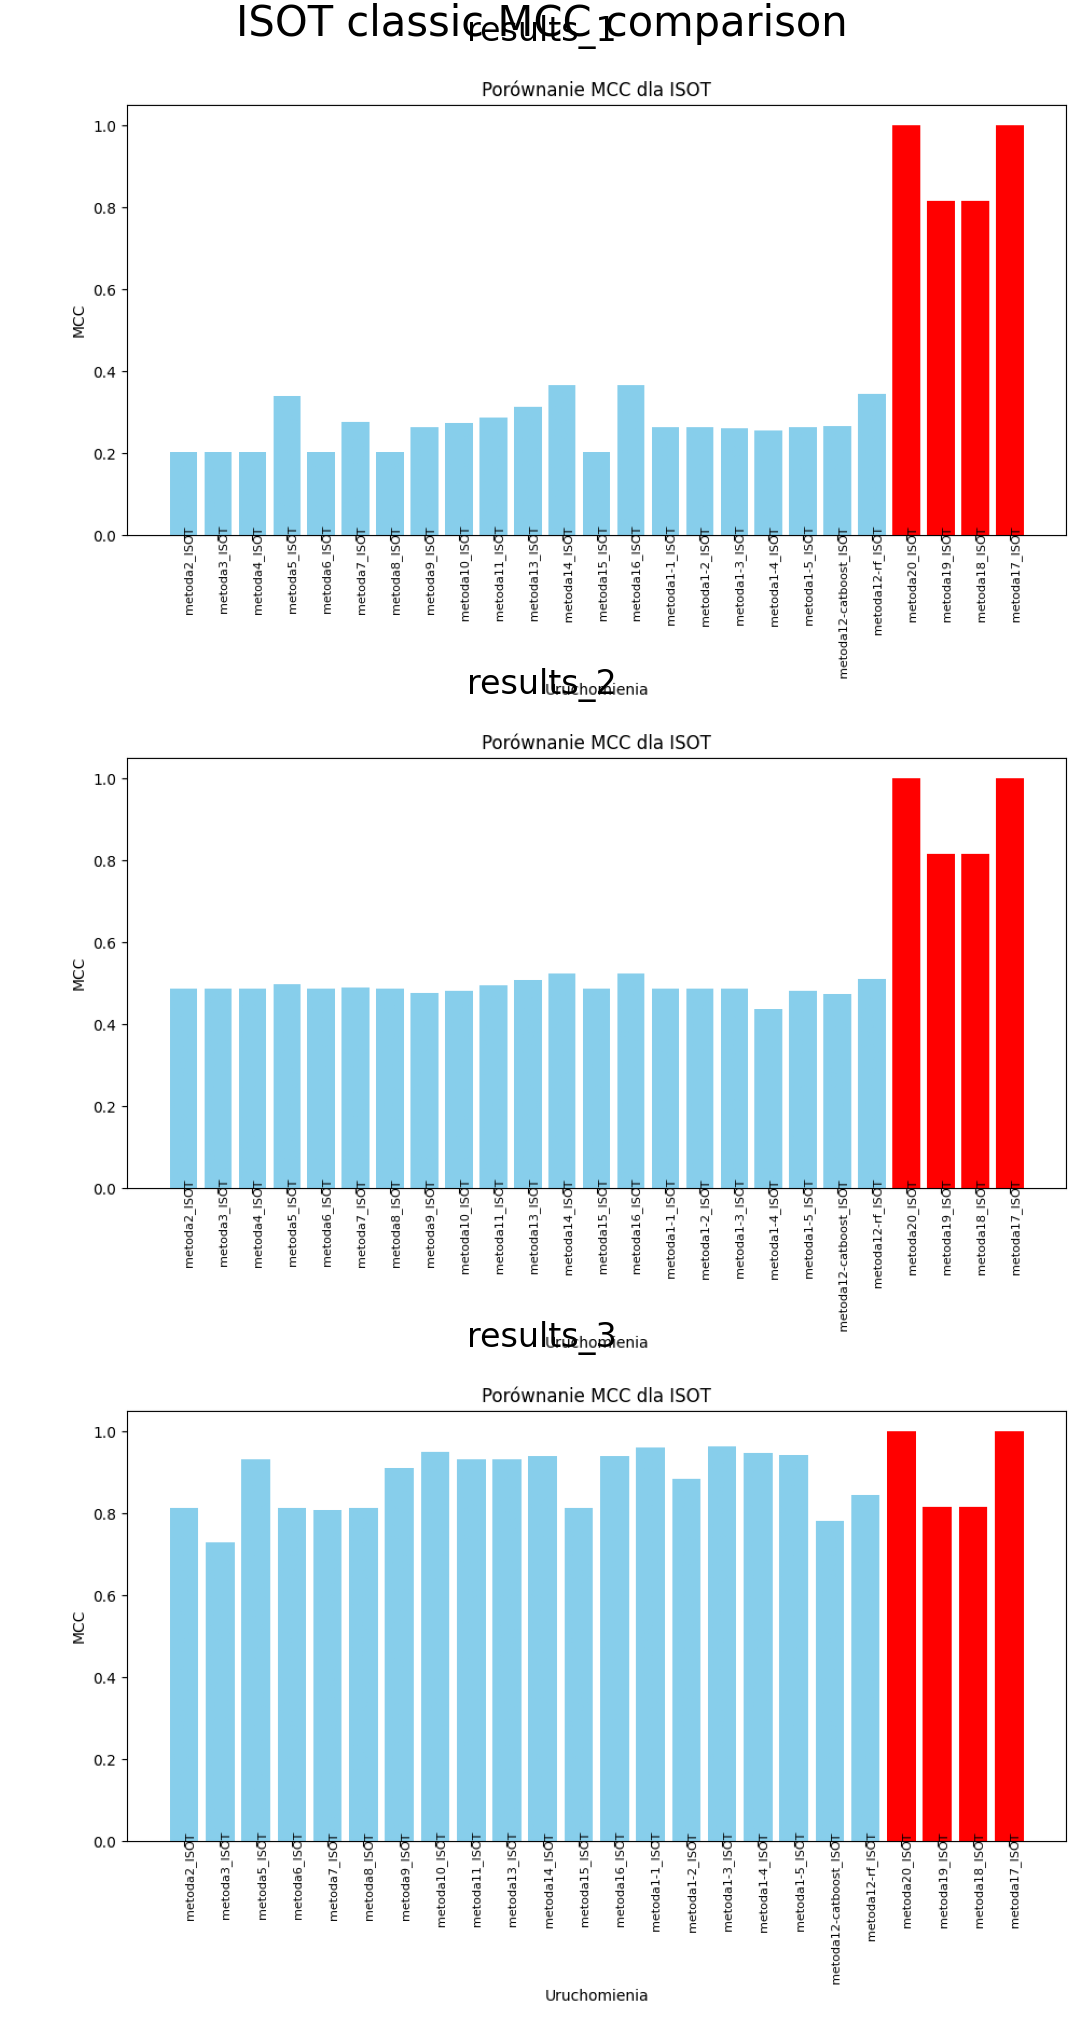 ISOT classic MCC comparison
results_1
Porównanie MCC dla ISOT
1.0
0.8
0.6
0.4
0.2
0.0
MCC
metoda2_ISOT
metoda3_ISOT
metoda4_ISOT
metoda5_ISOT
metoda6_ISOT
metoda7_ISOT
metoda8_ISOT
metoda9_ISOT
metoda10_ISOT
metoda11_ISOT
metoda13_ISOT
metoda14_ISOT
metoda15_ISOT
metoda16_ISOT
metoda1-1_ISOT
metoda1-2_ISOT
metoda1-3_ISOT
metoda1-4_ISOT
metoda1-5_ISOT
metoda12-catboost_ISOT
metoda12-rf_ISOT
metoda20_ISOT
metoda19_ISOT
metoda18_ISOT
metoda17_ISOT
Uruchomienia
results_2
Porównanie MCC dla ISOT
1.0
0.8
0.6
0.4
0.2
0.0
MCC
metoda2_ISOT
metoda3_ISOT
metoda4_ISOT
metoda5_ISOT
metoda6_ISOT
metoda7_ISOT
metoda8_ISOT
metoda9_ISOT
metoda10_ISOT
metoda11_ISOT
metoda13_ISOT
metoda14_ISOT
metoda15_ISOT
metoda16_ISOT
metoda1-1_ISOT
metoda1-2_ISOT
metoda1-3_ISOT
metoda1-4_ISOT
metoda1-5_ISOT
metoda12-catboost_ISOT
metoda12-rf_ISOT
metoda20_ISOT
metoda19_ISOT
metoda18_ISOT
metoda17_ISOT
Uruchomienia
results_3
Porównanie MCC dla ISOT
1.0
0.8
0.6
0.4
0.2
0.0
MCC
metoda2_ISOT
metoda3_ISOT
metoda5_ISOT
metoda6_ISOT
metoda7_ISOT
metoda8_ISOT
metoda9_ISOT
metoda10_ISOT
metoda11_ISOT
metoda13_ISOT
metoda14_ISOT
metoda15_ISOT
metoda16_ISOT
metoda1-1_ISOT
metoda1-2_ISOT
metoda1-3_ISOT
metoda1-4_ISOT
metoda1-5_ISOT
metoda12-catboost_ISOT
metoda12-rf_ISOT
metoda20_ISOT
metoda19_ISOT
metoda18_ISOT
metoda17_ISOT
Uruchomienia